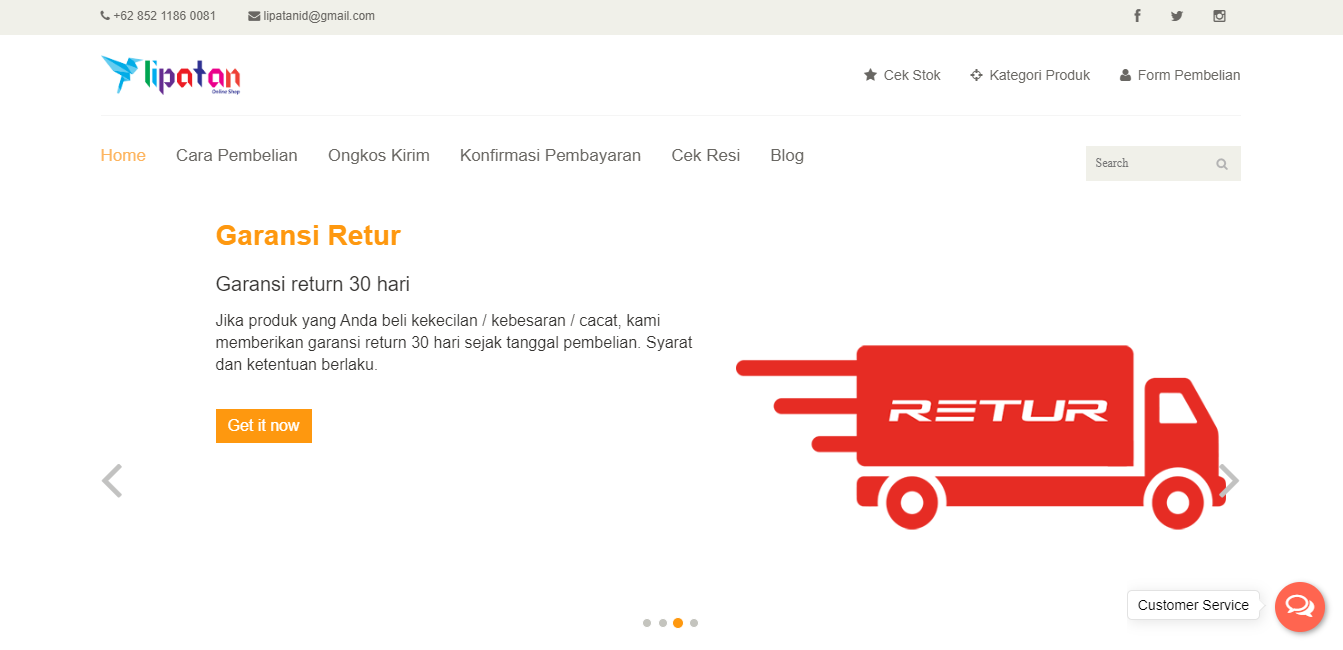 +62 852 1186 0081
lipatanid@gmail.com
lipatan
Online Shop
Cek Stok
Kategori Produk
Form Pembelian
Home
Cara Pembelian
Ongkos Kirim
Konfirmasi Pembayaran
Cek Resi
Blog
Search
Garansi Retur
Garansi return 30 hari
Jika produk yang Anda beli kekecilan / kebesaran / cacat, kami
memberikan garansi return 30 hari sejak tanggal pembelian. Syarat
dan ketentuan berlaku.
Get it now
RETUR
Customer Service